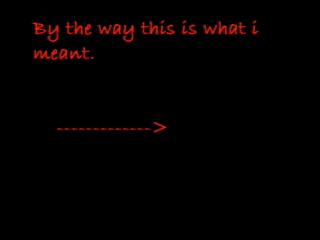 By the way this is what i
meant.
------------->